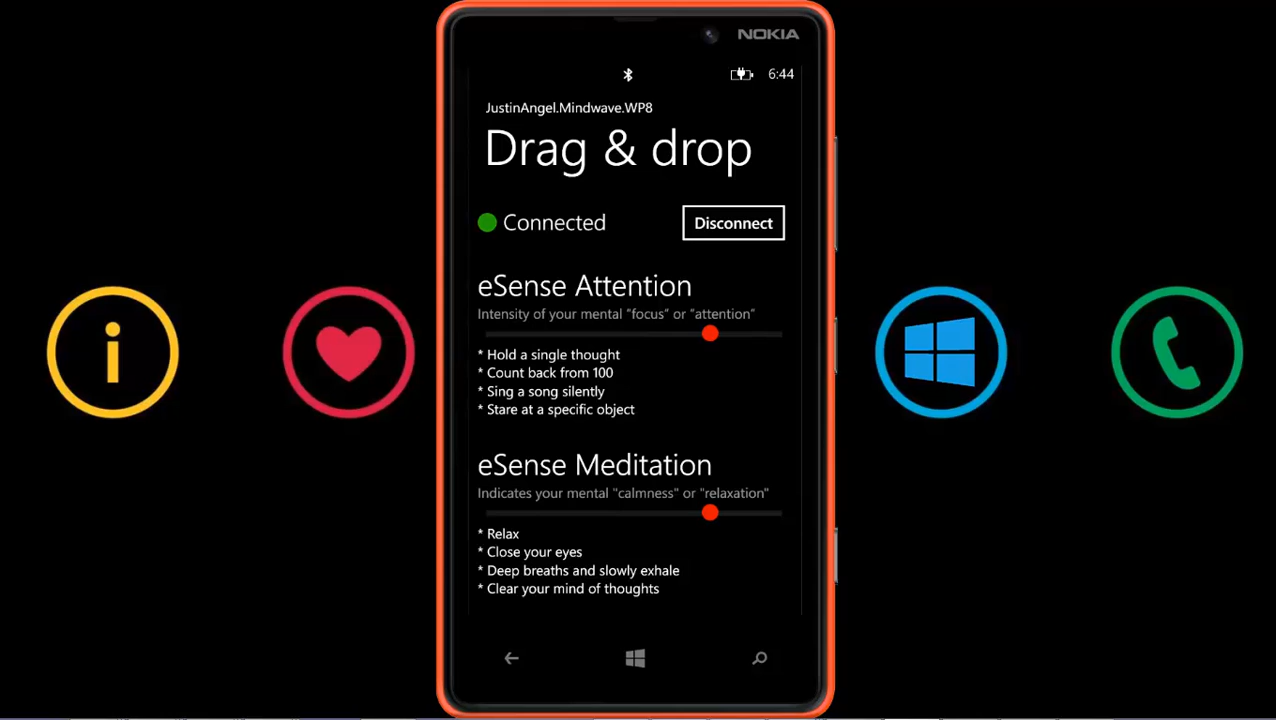 NOKIA
6:44
JustinAngel.Mindwave.WP8
Drag & drop
Connected
Disconnect
eSense Attention
Intensity of your mental "focus" or "attention"
* Hold a single thought
* Count back from 100
* Sing a song silently
* Stare at a specific object
eSense Meditation
Indicates your mental "calmness" or "relaxation"
* Relax
* Close your eyes
* Deep breaths and slowly exhale
* Clear your mind of thoughts